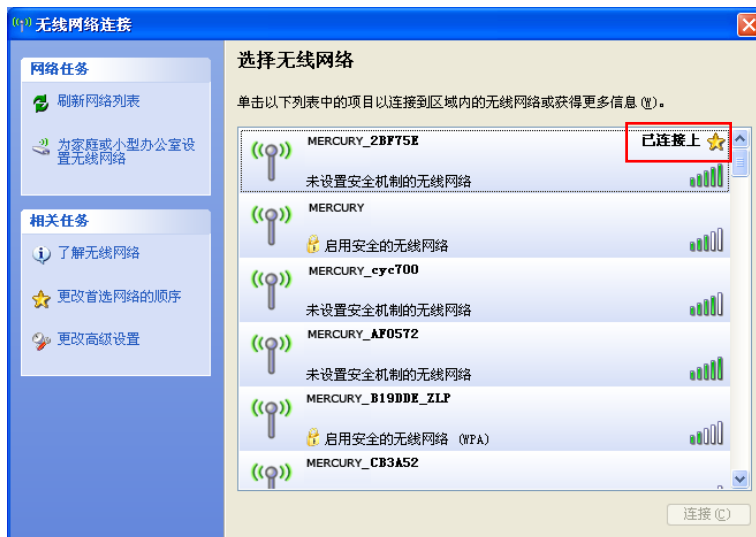 无线网络连接
网络任务
刷新网络列表
为家庭或小型办公室设
置无线网络
相关任务
了解无线网络
更改首选网络的顺序
更改高级设置
选择无线网络
单击以下列表中的项目以连接到区域内的无线网络或获得更多信息(W)。
MERCURY_2BF75E
已连接上
未设置安全机制的无线网络
MERCURY
启用安全的无线网络
MERCURY_cyc700
未设置安全机制的无线网络
MERCURY_AF0572
未设置安全机制的无线网络
MERCURY_B19DDE_ZLP
启用安全的无线网络 (WPA)
MERCURY_CB3A52
连接(C)